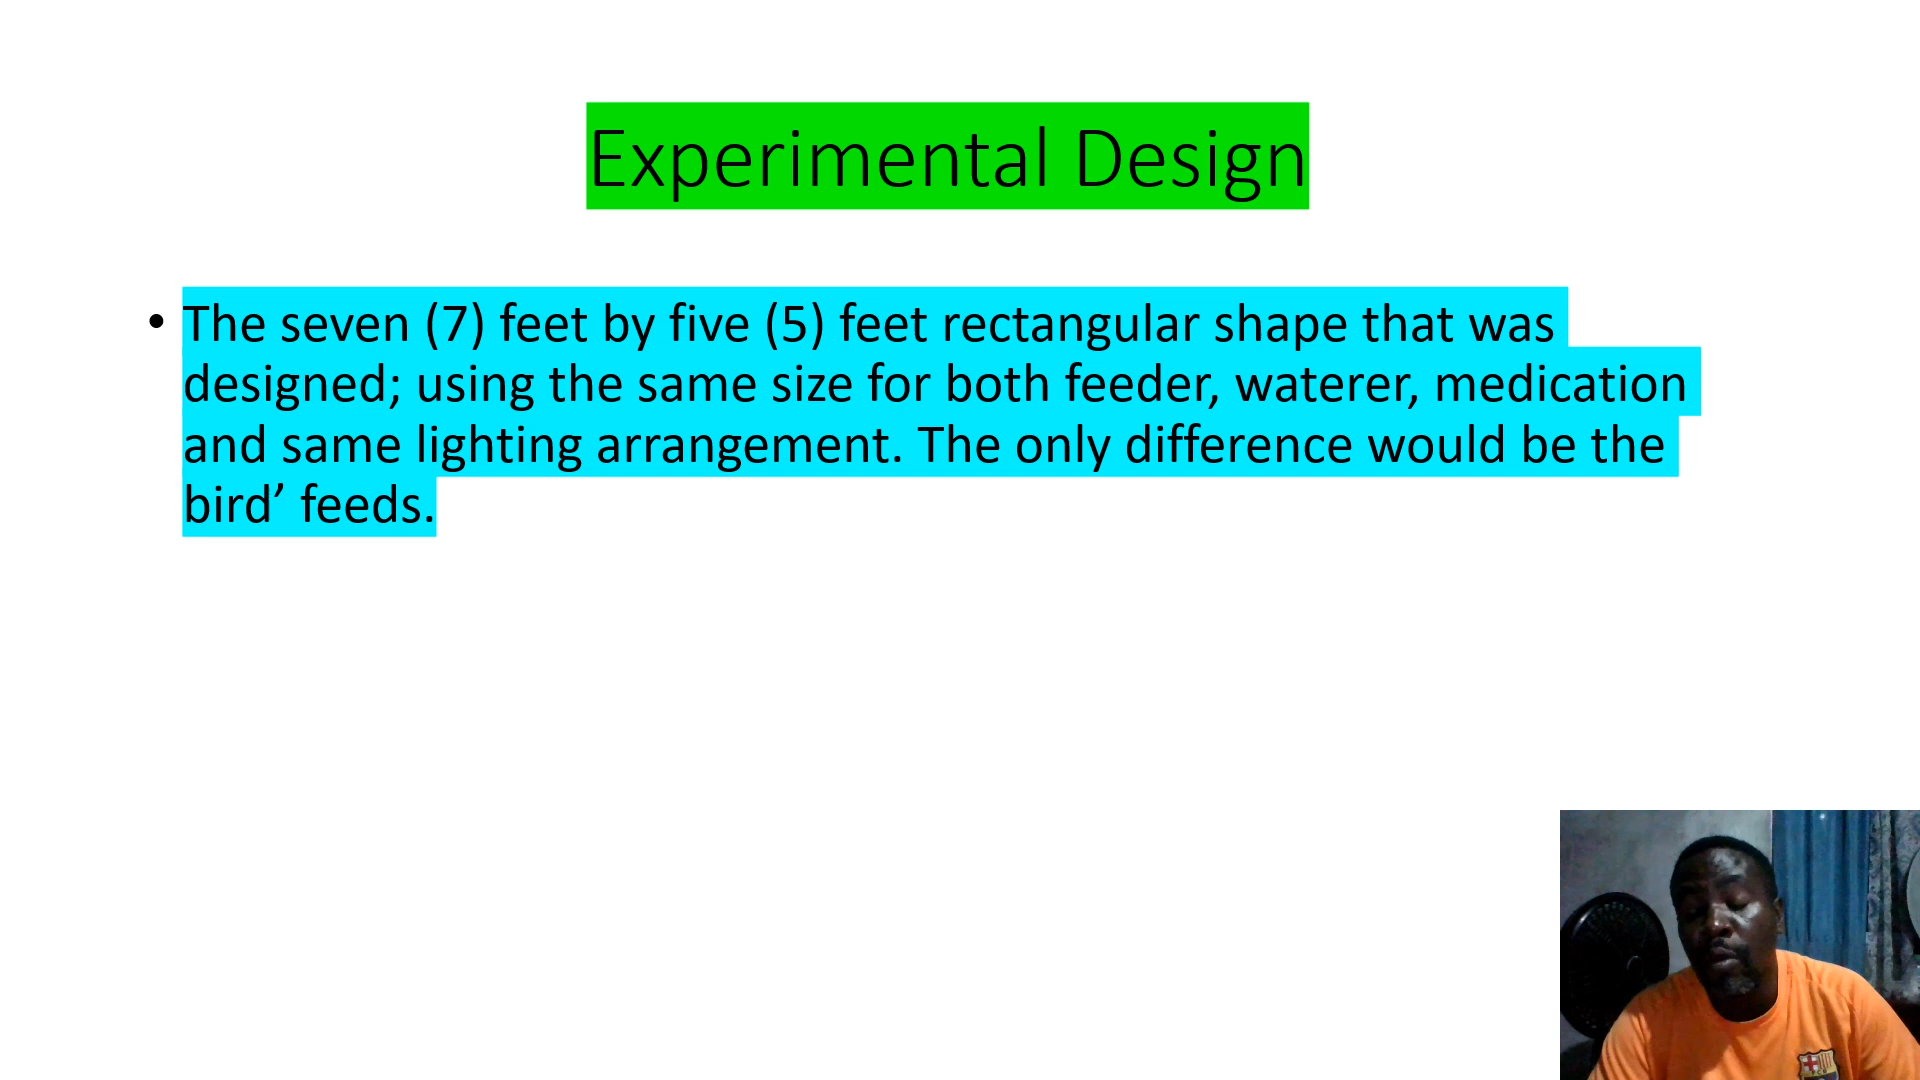 Experimental Design
• The seven (7) feet by five (5) feet rectangular shape that was
designed; using the same size for both feeder, waterer, medication
and same lighting arrangement. The only difference would be the
bird’ feeds.